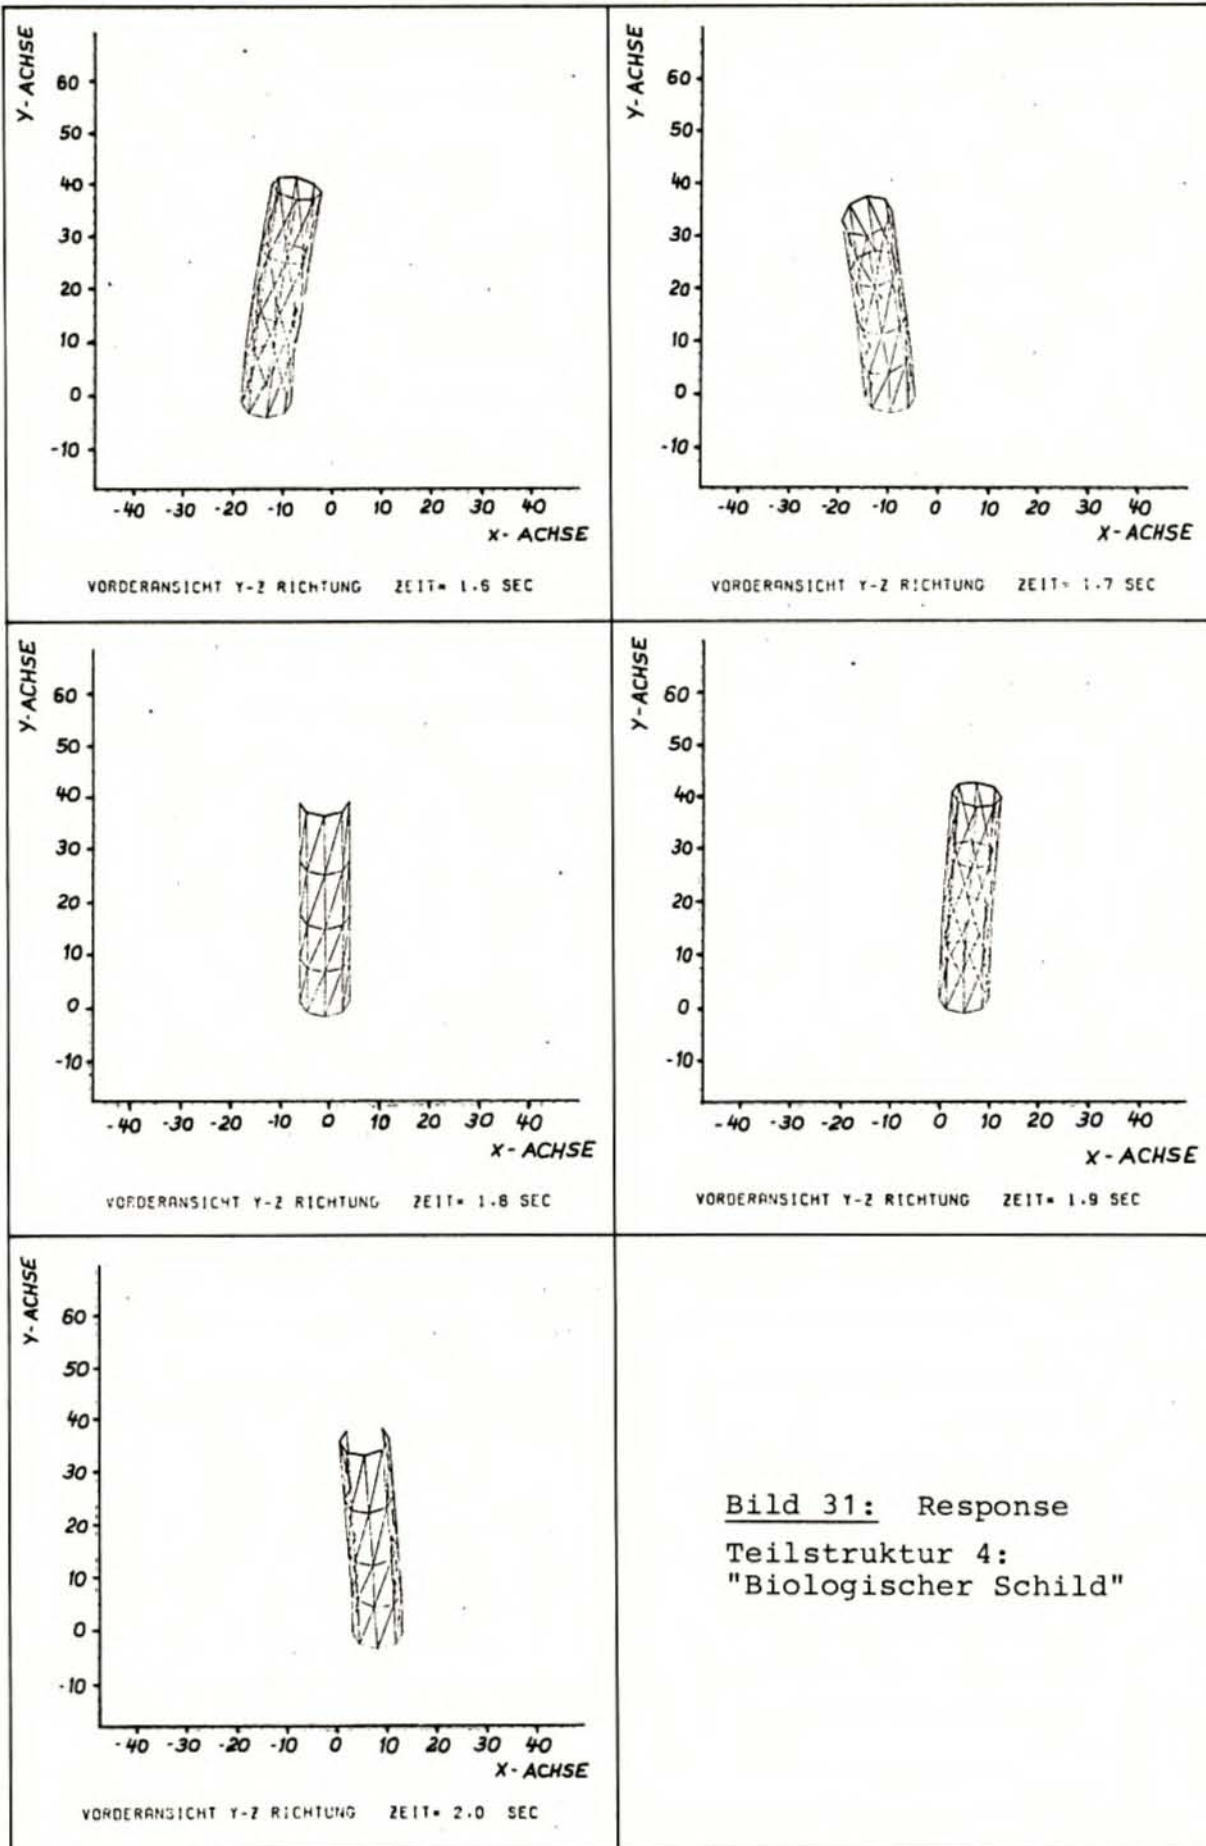 Y-ACHSE
60
50
40
30
20
10
0
-10
-40 -30 -20 -10 0 10 20 30 40
X-ACHSE
VORDERANSICHT Y-Z RICHTUNG ZEIT= 1.6 SEC
Y-ACHSE
60
50
40
30
20
10
0
-10
-40 -30 -20 -10 0 10 20 30 40
X-ACHSE
VORDERANSICHT Y-Z RICHTUNG ZEIT= 1.7 SEC
Y-ACHSE
60
50
40
30
20
10
0
-10
-40 -30 -20 -10 0 10 20 30 40
X-ACHSE
VORDERANSICHT Y-Z RICHTUNG ZEIT= 1.8 SEC
Y-ACHSE
60
50
40
30
20
10
0
-10
-40 -30 -20 -10 0 10 20 30 40
X-ACHSE
VORDERANSICHT Y-Z RICHTUNG ZEIT= 1.9 SEC
Y-ACHSE
60
50
40
30
20
10
0
-10
-40 -30 -20 -10 0 10 20 30 40
X-ACHSE
VORDERANSICHT Y-Z RICHTUNG ZEIT= 2.0 SEC
Bild 31: Response
Teilstruktur 4:
"Biologischer Schild"